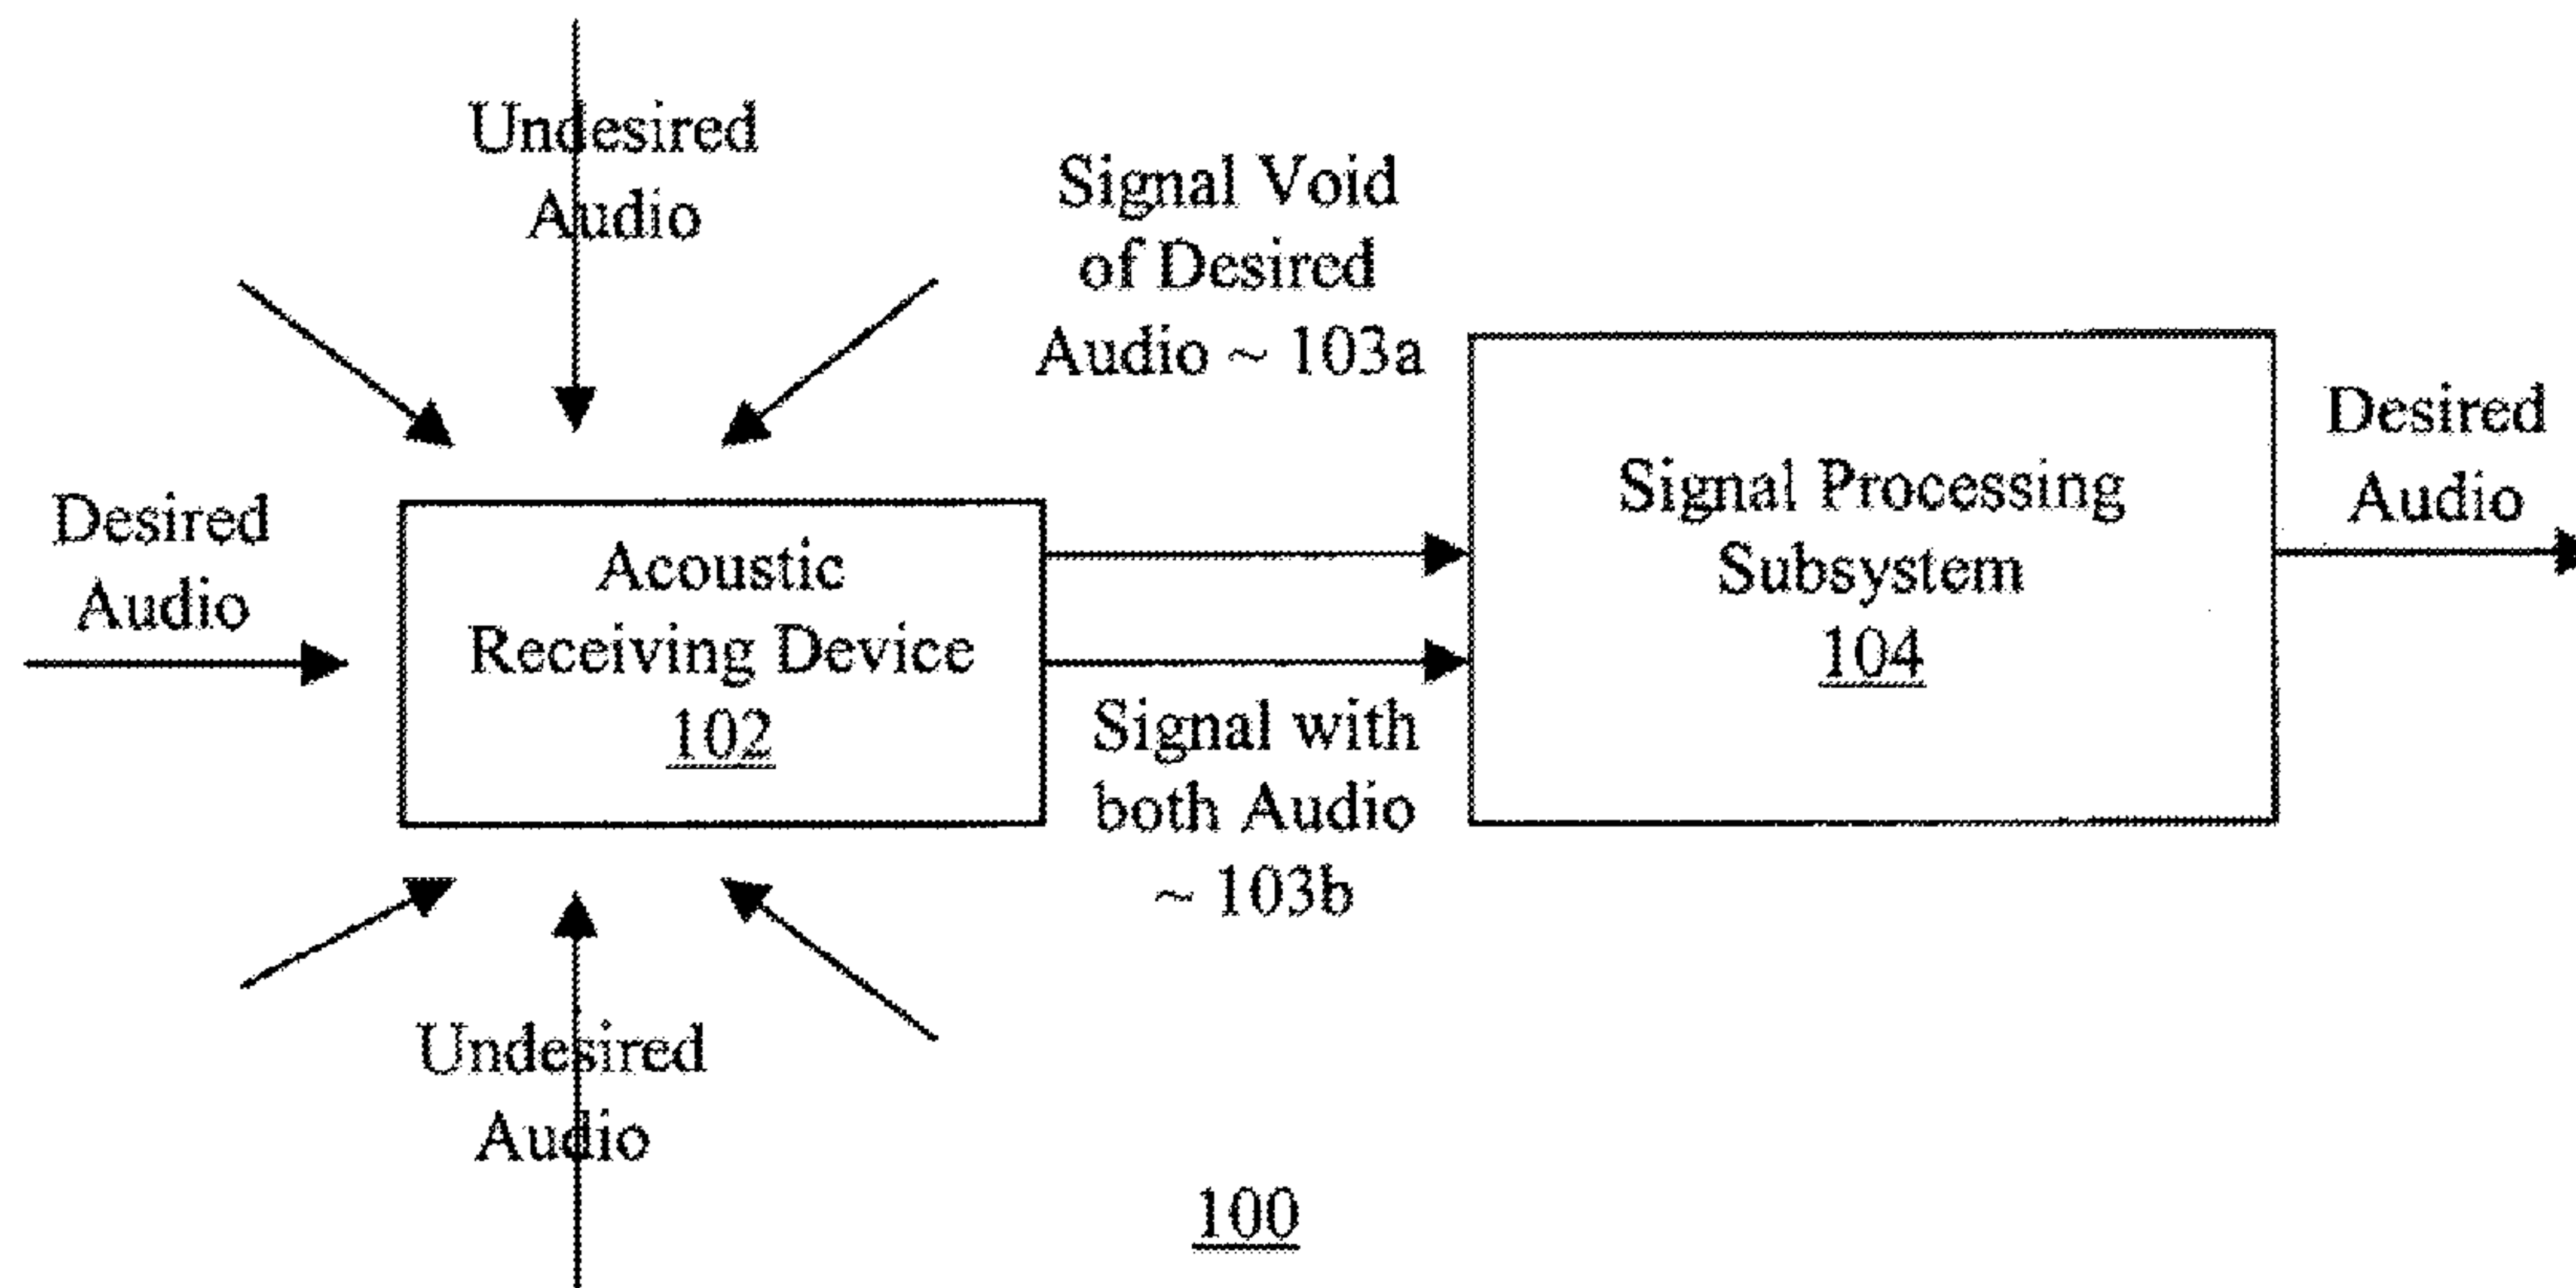 Undesired
Audio
Signal Void
of Desired
Audio ~ 103a
Desired
Audio
Acoustic
Receiving Device
102
Signal with
both Audio
~ 103b
Signal Processing
Subsystem
104
Desired
Audio
Undesired
Audio
100